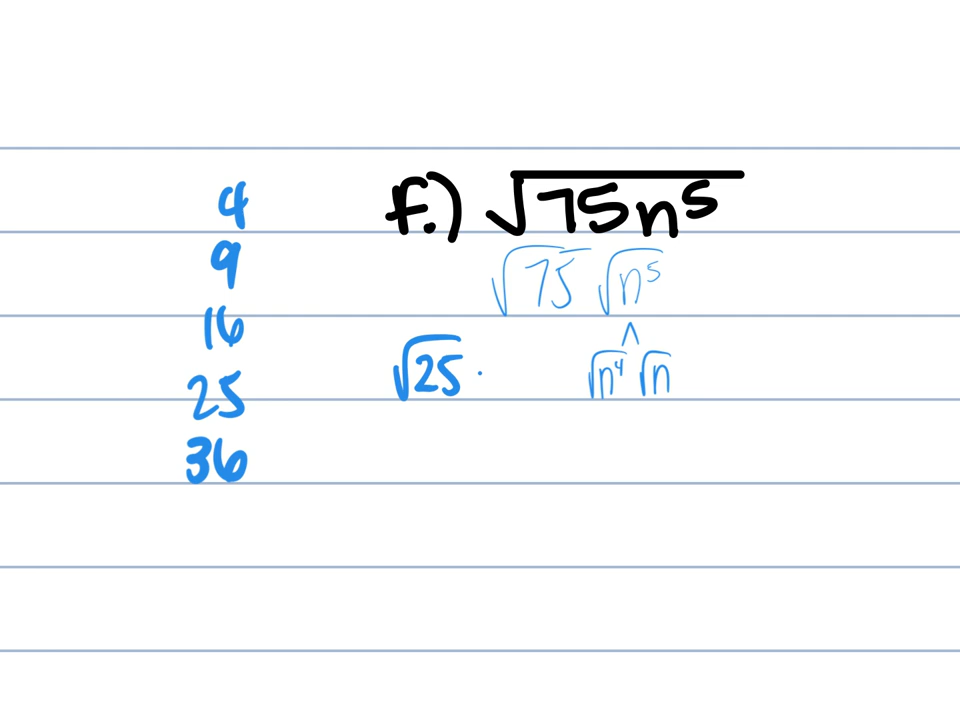 4
9
16
25
36
f.) √75n⁵
√75 √n⁵
^
√25 · √n⁴ √n